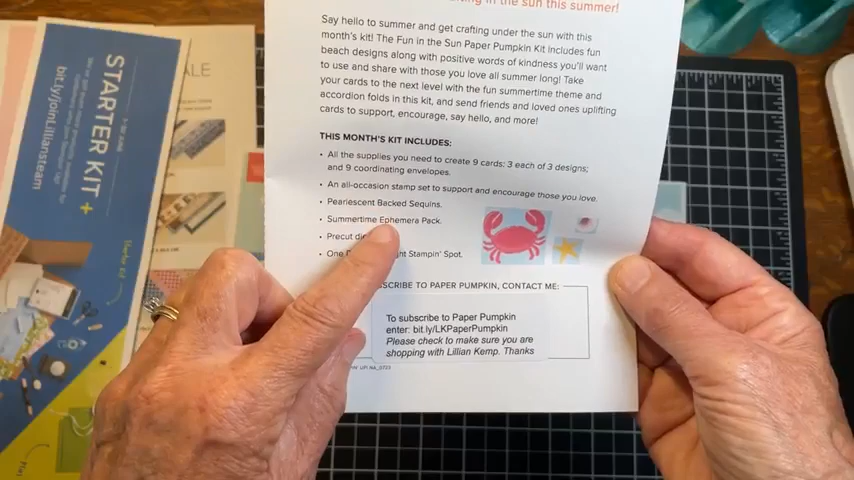 in the sun this summer!
Say hello to summer and get crafting under the sun with this
month's kit! The Fun in the Sun Paper Pumpkin Kit includes fun
beach designs along with positive words of kindness you'll want
to use and share with those you love all summer long! Take
your cards to the next level with the fun summertime theme and
accordion folds in this kit, and send friends and loved ones uplifting
cards to support, encourage, say hello, and more!
THIS MONTH'S KIT INCLUDES:
• All the supplies you need to create 9 cards: 3 each of 3 designs;
and 9 coordinating envelopes.
• An all-occasion stamp set to support and encourage those you love.
• Pearlescent Backed Sequins.
• Summertime Ephemera Pack.
• Precut
• One Stampin' Spot.
PAPER PUMPKIN, CONTACT ME:
To subscribe to Paper Pumpkin
enter: bit.ly/LKPaperPumpkin
Please check to make sure you are
shopping with Lillian Kemp. Thanks
STARTER KIT +
bit.ly/joinLilliansteam